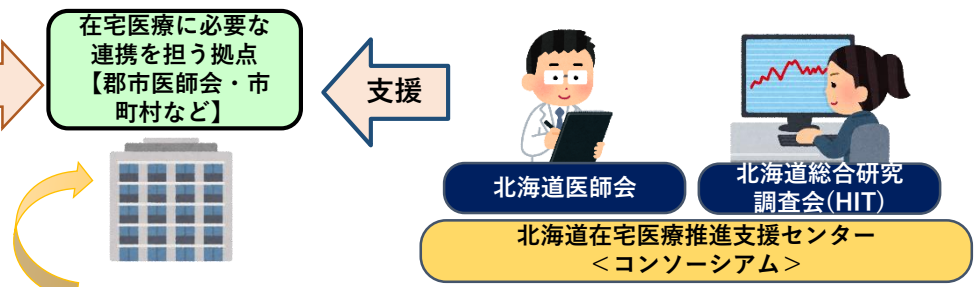 在宅医療に必要な
連携を担う拠点
【郡市医師会・市
町村など】
支援
北海道医師会
北海道総合研究
調査会(HIT)
北海道在宅医療推進支援センター
＜コンソーシアム＞